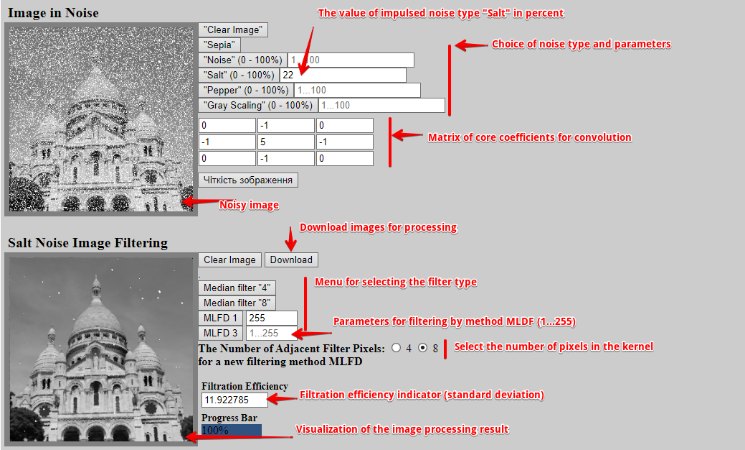 Image in Noise
The value of impulsed noise type "Salt" in percent
"Clear Image"
"Sepia"
Choice of noise type and parameters
"Noise" (0 - 100%) 1...100
"Salt" (0 - 100%) 22
"Pepper" (0 - 100%) 1...100
"Gray Scaling" (0 - 100%) 1...100
0 -1 0
-1 5 -1
0 -1 0
Matrix of core coefficients for convolution
Чіткість зображення
Noisy image
Download images for processing
Salt Noise Image Filtering
Clear Image Download
Menu for selecting the filter type
Median filter "4"
Median filter "8"
MLFD 1 255
MLFD 3 1...255
Parameters for filtering by method MLDF (1...255)
The Number of Adjacent Filter Pixels: 4 8
for a new filtering method MLFD
Select the number of pixels in the kernel
Filtration Efficiency
11.922785
Filtration efficiency indicator (standard deviation)
Progress Bar
100%
Visualization of the image processing result